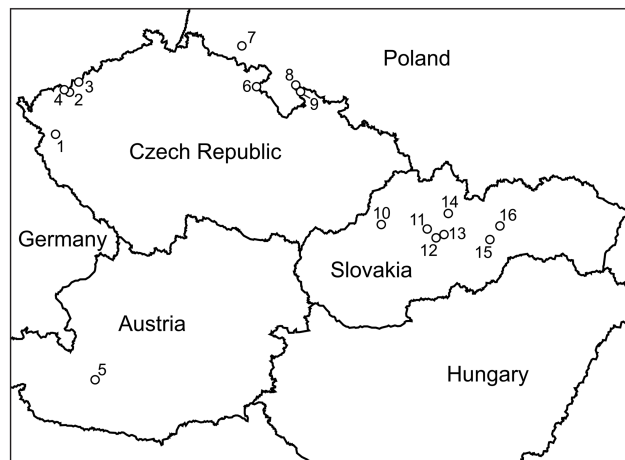 7
Poland
3
4 2
8
6
9
1
Czech Republic
14
10
11
16
13
12
15
Germany
Slovakia
Austria
5
Hungary